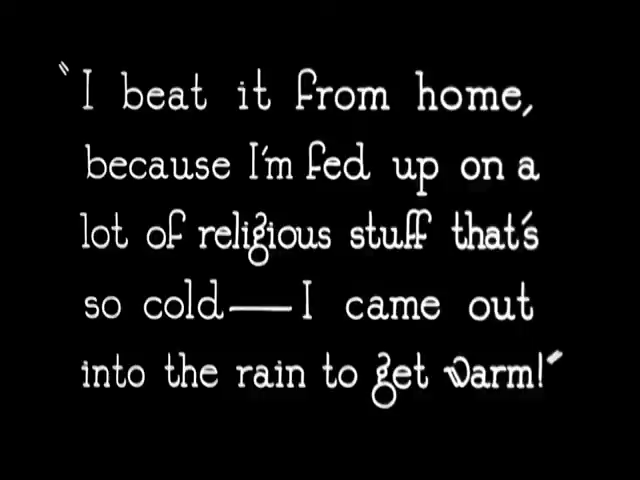 "I beat it from home,
because I'm fed up on a
lot of religious stuff that's
so cold—I came out
into the rain to get warm!"